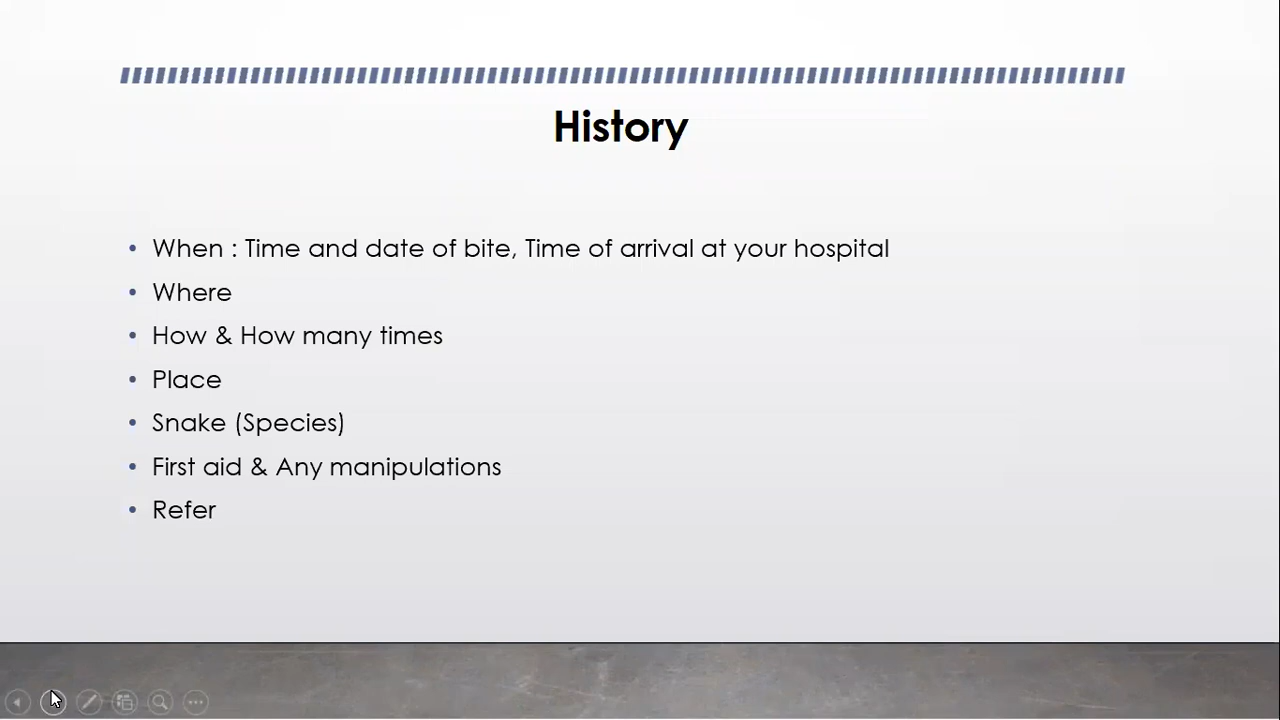 History
• When : Time and date of bite, Time of arrival at your hospital
• Where
• How & How many times
• Place
• Snake (Species)
• First aid & Any manipulations
• Refer